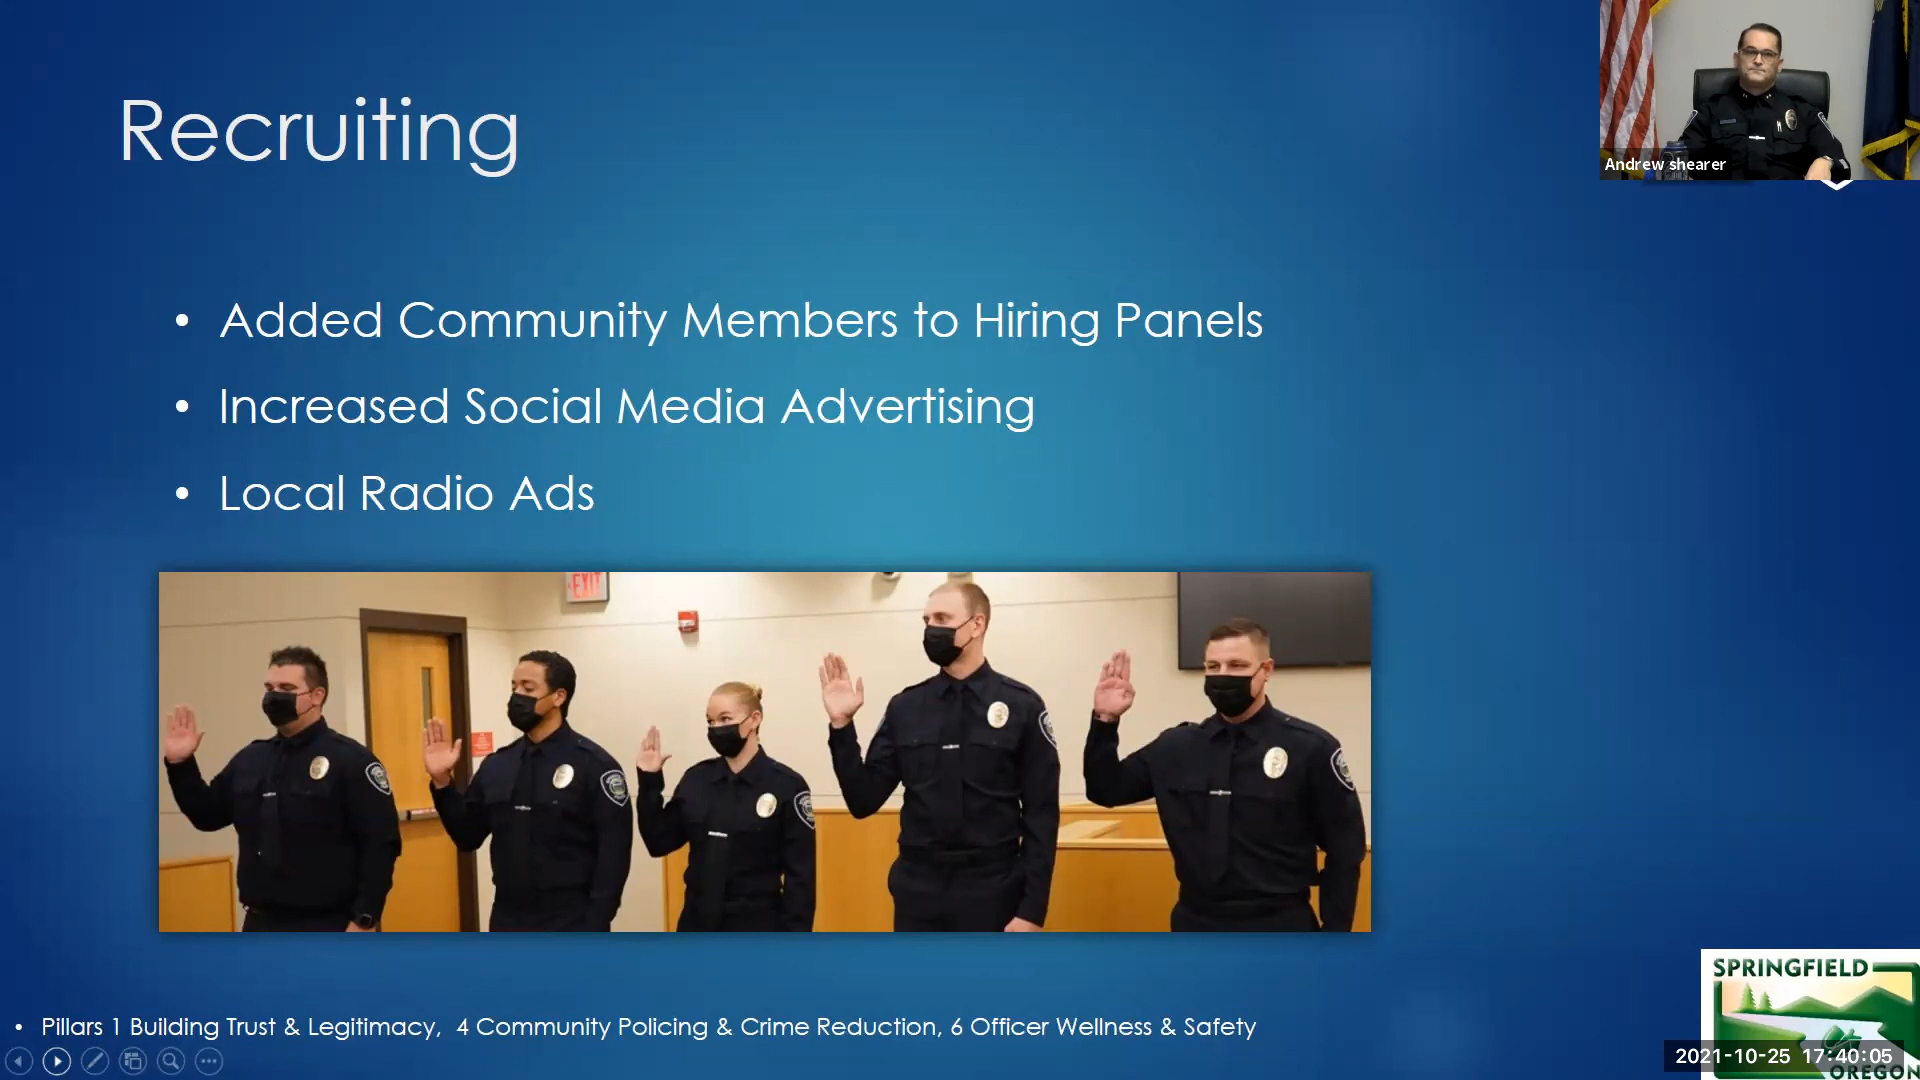 Recruiting
Andrew shearer
• Added Community Members to Hiring Panels
• Increased Social Media Advertising
• Local Radio Ads
EXIT
• Pillars 1 Building Trust & Legitimacy, 4 Community Policing & Crime Reduction, 6 Officer Wellness & Safety
SPRINGFIELD
2021-10-25 17:40:05
OREGON